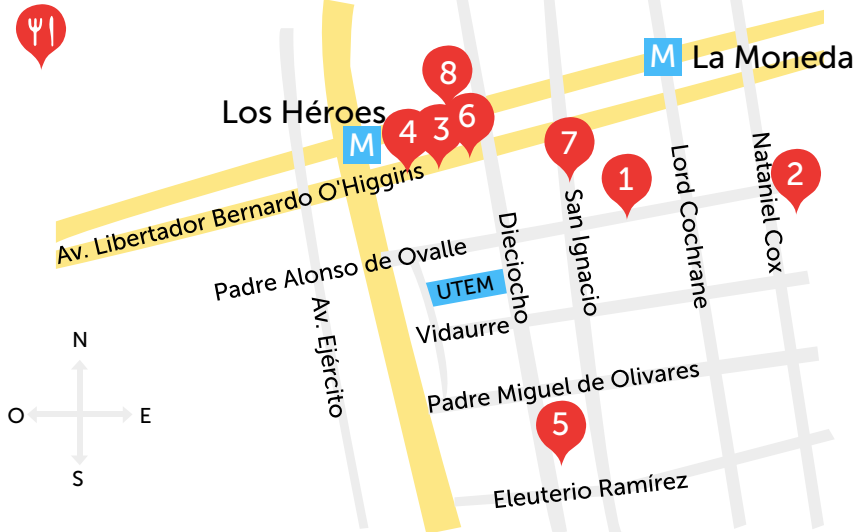 La Moneda
M
8
Los Héroes
M
4
3
6
7
1
2
Av. Libertador Bernardo O'Higgins
Lord Cochrane
Nataniel Cox
San Ignacio
Dieciocho
Padre Alonso de Ovalle
UTEM
Av. Ejército
Vidaurre
Padre Miguel de Olivares
5
Eleuterio Ramírez
N
O
E
S